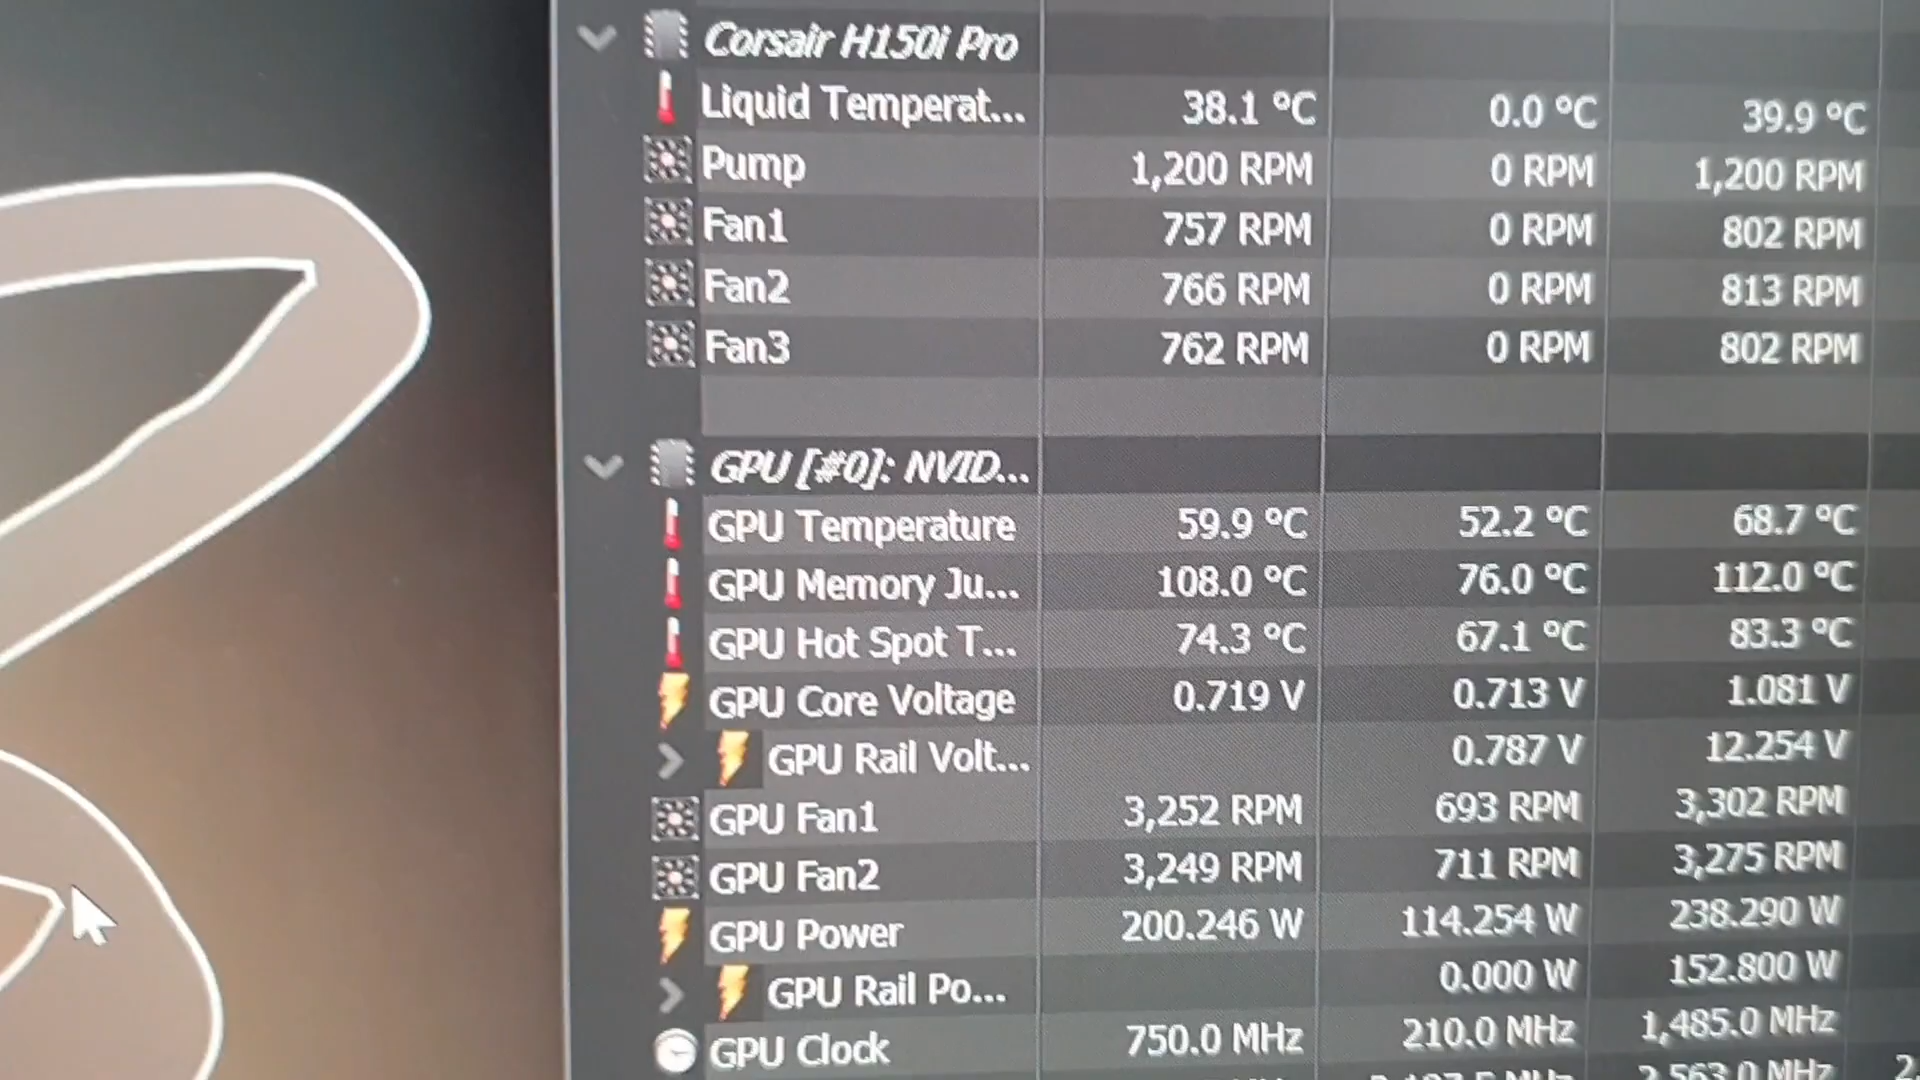 Corsair H150i Pro
Liquid Temperat... 38.1 °C 0.0 °C 39.9 °C
Pump 1,200 RPM 0 RPM 1,200 RPM
Fan1 757 RPM 0 RPM 802 RPM
Fan2 766 RPM 0 RPM 813 RPM
Fan3 762 RPM 0 RPM 802 RPM
GPU [#0]: NVID...
GPU Temperature 59.9 °C 52.2 °C 68.7 °C
GPU Memory Ju... 108.0 °C 76.0 °C 112.0 °C
GPU Hot Spot T... 74.3 °C 67.1 °C 83.3 °C
GPU Core Voltage 0.719 V 0.713 V 1.081 V
GPU Rail Volt... 0.787 V 12.254 V
GPU Fan1 3,252 RPM 693 RPM 3,302 RPM
GPU Fan2 3,249 RPM 711 RPM 3,275 RPM
GPU Power 200.246 W 114.254 W 238.290 W
GPU Rail Po... 0.000 W 152.800 W
GPU Clock 750.0 MHz 210.0 MHz 1,485.0 MHz